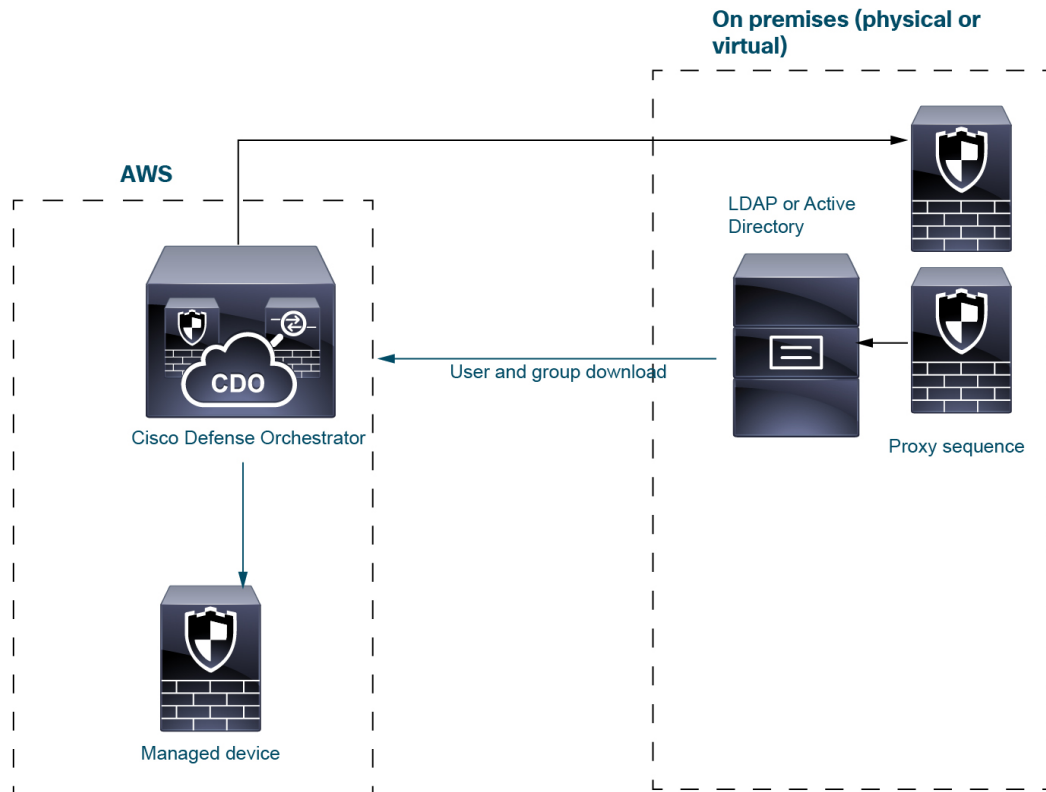 On premises (physical or
virtual)
AWS
LDAP or Active
Directory
CDO
User and group download
Cisco Defense Orchestrator
Proxy sequence
Managed device